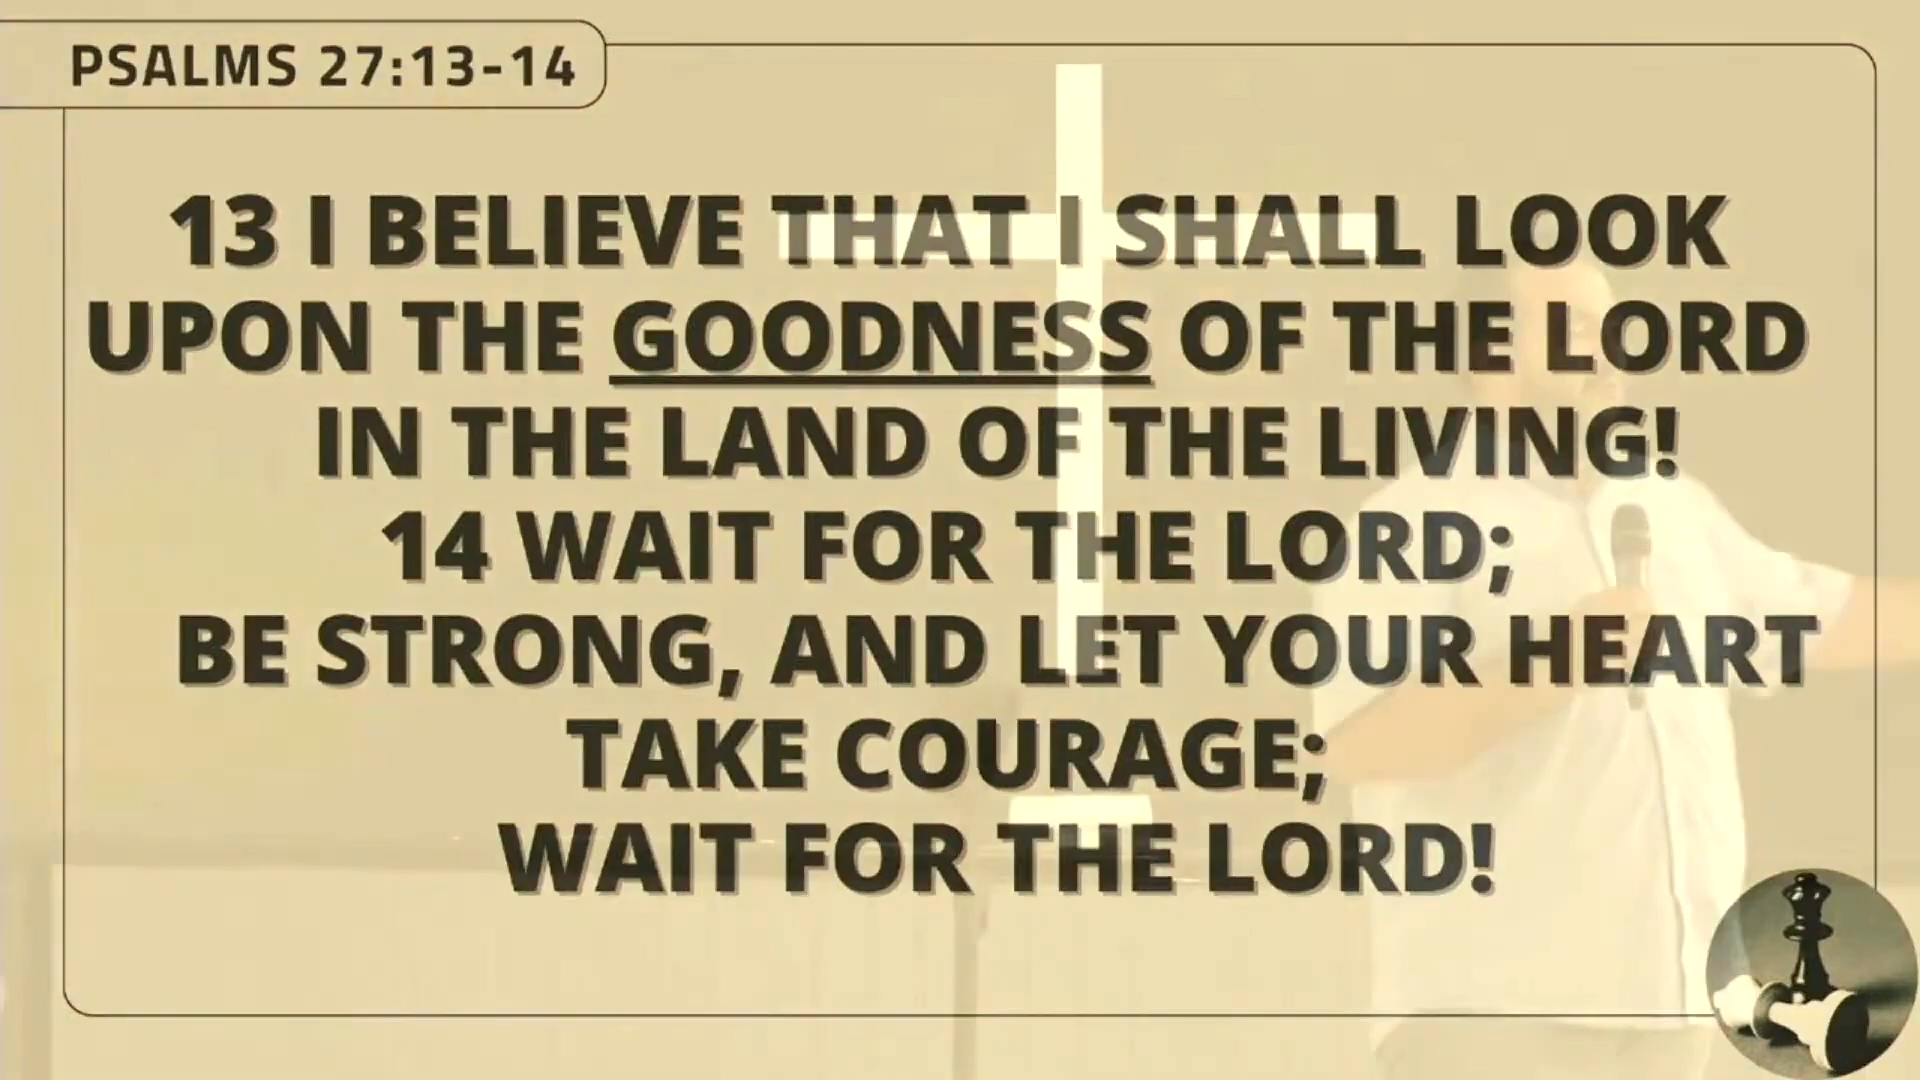 PSALMS 27:13-14
13 I BELIEVE THAT I SHALL LOOK
UPON THE GOODNESS OF THE LORD
IN THE LAND OF THE LIVING!
14 WAIT FOR THE LORD;
BE STRONG, AND LET YOUR HEART
TAKE COURAGE;
WAIT FOR THE LORD!